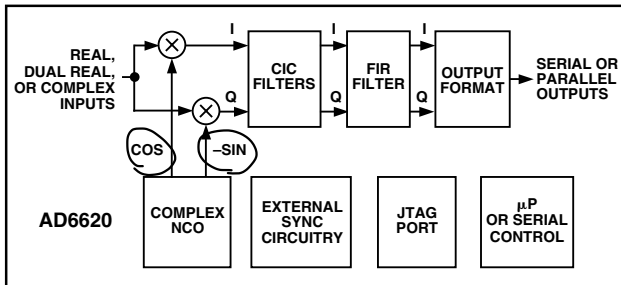 REAL,
DUAL REAL,
OR COMPLEX
INPUTS
I
Q
CIC
FILTERS
I
Q
FIR
FILTER
I
Q
OUTPUT
FORMAT
SERIAL OR
PARALLEL
OUTPUTS
COS
–SIN
AD6620
COMPLEX
NCO
EXTERNAL
SYNC
CIRCUITRY
JTAG
PORT
µP
OR SERIAL
CONTROL